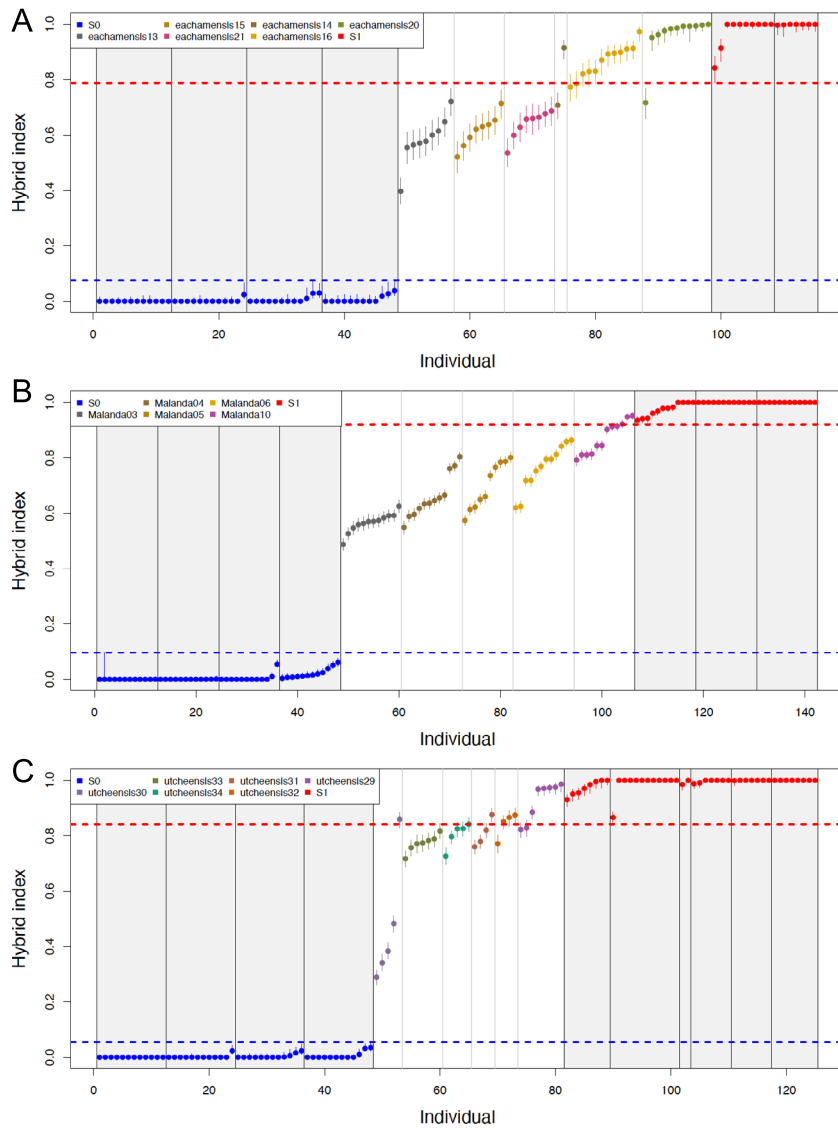 A
S0 eachamensIs15 eachamensIs14 eachamensIs20
eachamensIs13 eachamensIs21 eachamensIs16 S1
Hybrid index
1.0
0.8
0.6
0.4
0.2
0.0
0 20 40 60 80 100
Individual
B
S0 Malanda04 Malanda06 S1
Malanda03 Malanda05 Malanda10
Hybrid index
1.0
0.8
0.6
0.4
0.2
0.0
0 20 40 60 80 100 120 140
Individual
C
S0 utcheensIs33 utcheensIs31 utcheensIs29
utcheensIs30 utcheensIs34 utcheensIs32 S1
Hybrid index
1.0
0.8
0.6
0.4
0.2
0.0
0 20 40 60 80 100 120
Individual